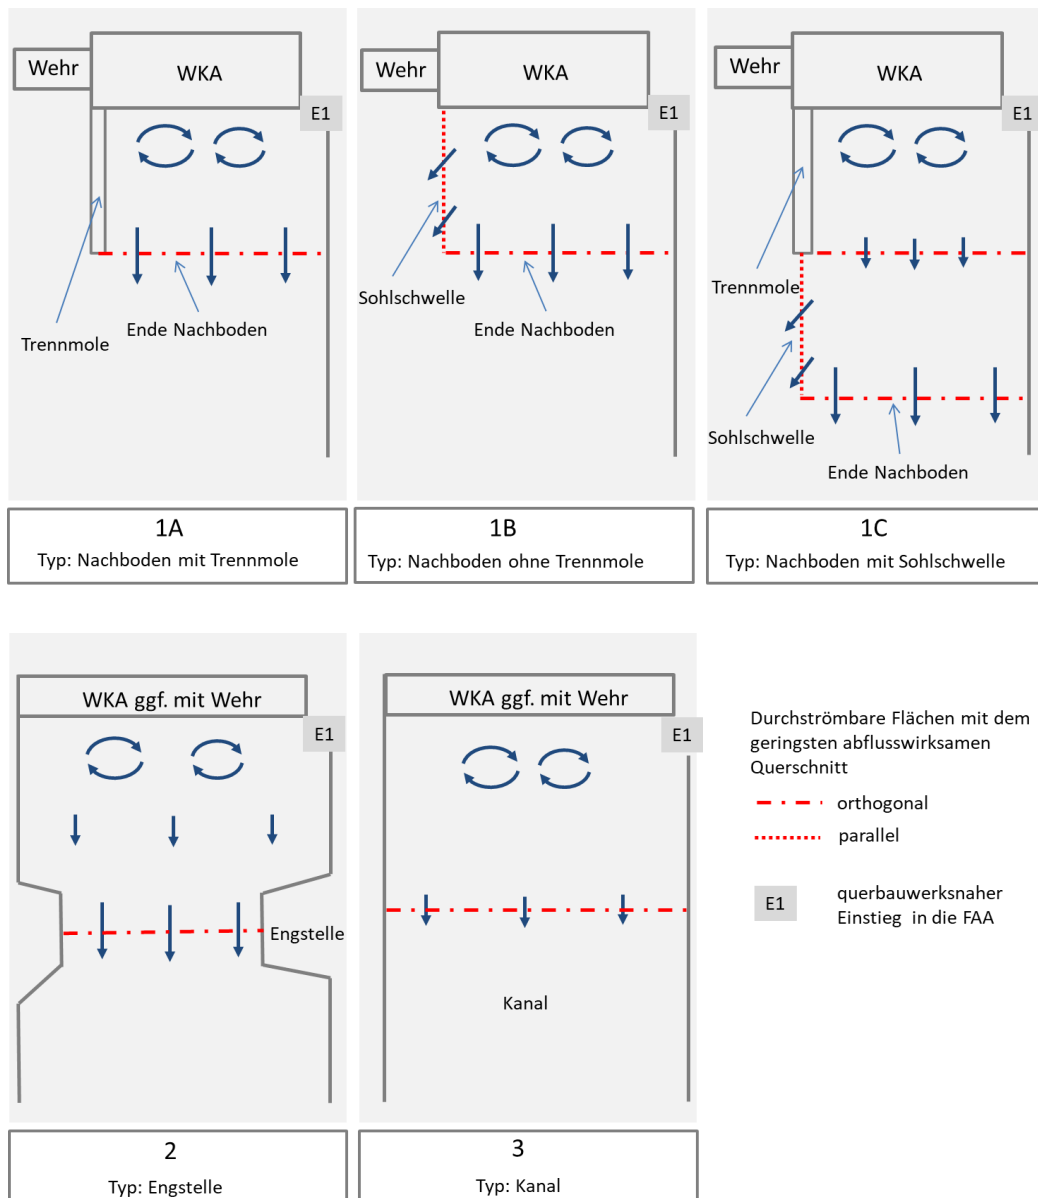 Wehr
WKA
E1
Trennmole
Ende Nachboden
1A
Typ: Nachboden mit Trennmole
Wehr
WKA
E1
Sohlschwelle
Ende Nachboden
1B
Typ: Nachboden ohne Trennmole
Wehr
WKA
E1
Trennmole
Sohlschwelle
Ende Nachboden
1C
Typ: Nachboden mit Sohlschwelle
WKA ggf. mit Wehr
E1
Engstelle
2
Typ: Engstelle
WKA ggf. mit Wehr
E1
Kanal
3
Typ: Kanal
Durchströmbare Flächen mit dem
geringsten abflusswirksamen
Querschnitt
orthogonal
parallel
E1
querbauwerksnaher
Einstieg in die FAA